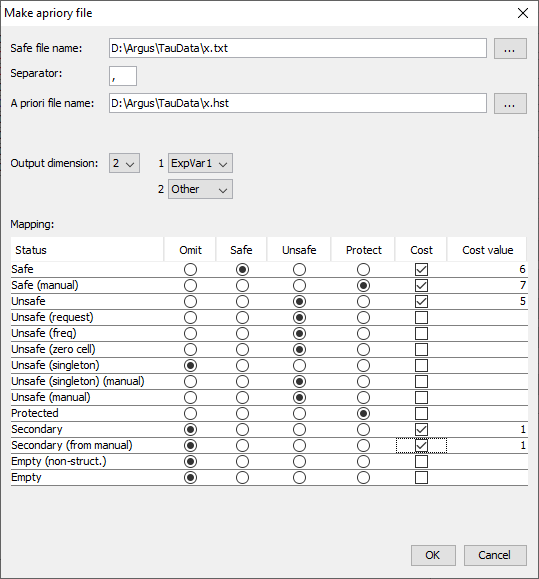 Make apriory file
Safe file name: D:\Argus\TauData\x.txt ...
Separator: ,
A priori file name: D:\Argus\TauData\x.hst ...
Output dimension: 2 1 ExpVar1
2 Other
Mapping:
Status Omit Safe Unsafe Protect Cost Cost value
Safe 6
Safe (manual) 7
Unsafe 5
Unsafe (request)
Unsafe (freq)
Unsafe (zero cell)
Unsafe (singleton)
Unsafe (singleton) (manual)
Unsafe (manual)
Protected
Secondary 1
Secondary (from manual) 1
Empty (non-struct.)
Empty
OK Cancel